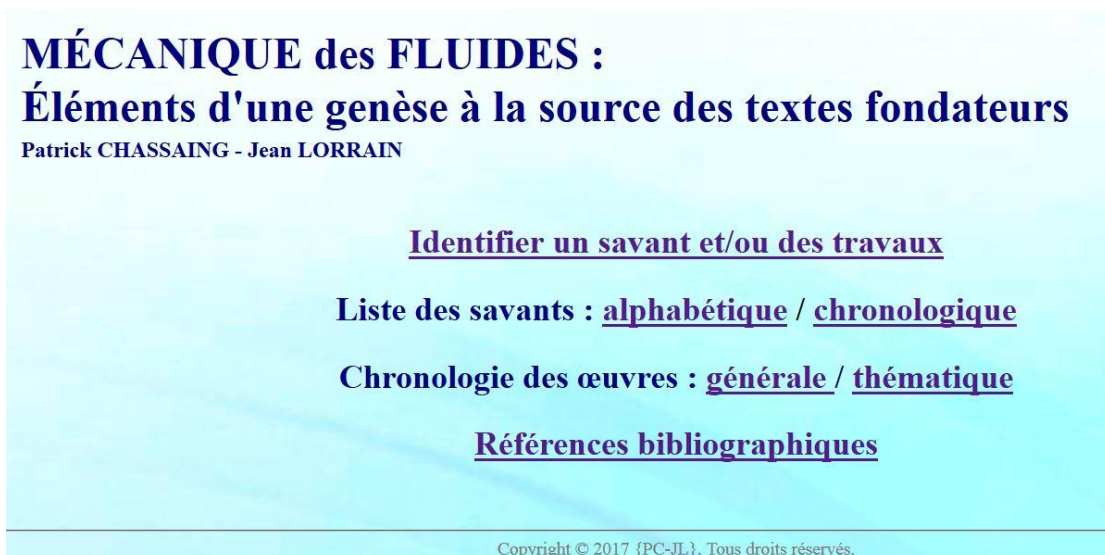 MÉCANIQUE des FLUIDES :
Éléments d'une genèse à la source des textes fondateurs
Patrick CHASSAING - Jean LORRAIN
Identifier un savant et/ou des travaux
Liste des savants : alphabétique / chronologique
Chronologie des œuvres : générale / thématique
Références bibliographiques
Copyright © 2017 {PC-JL}. Tous droits réservés.